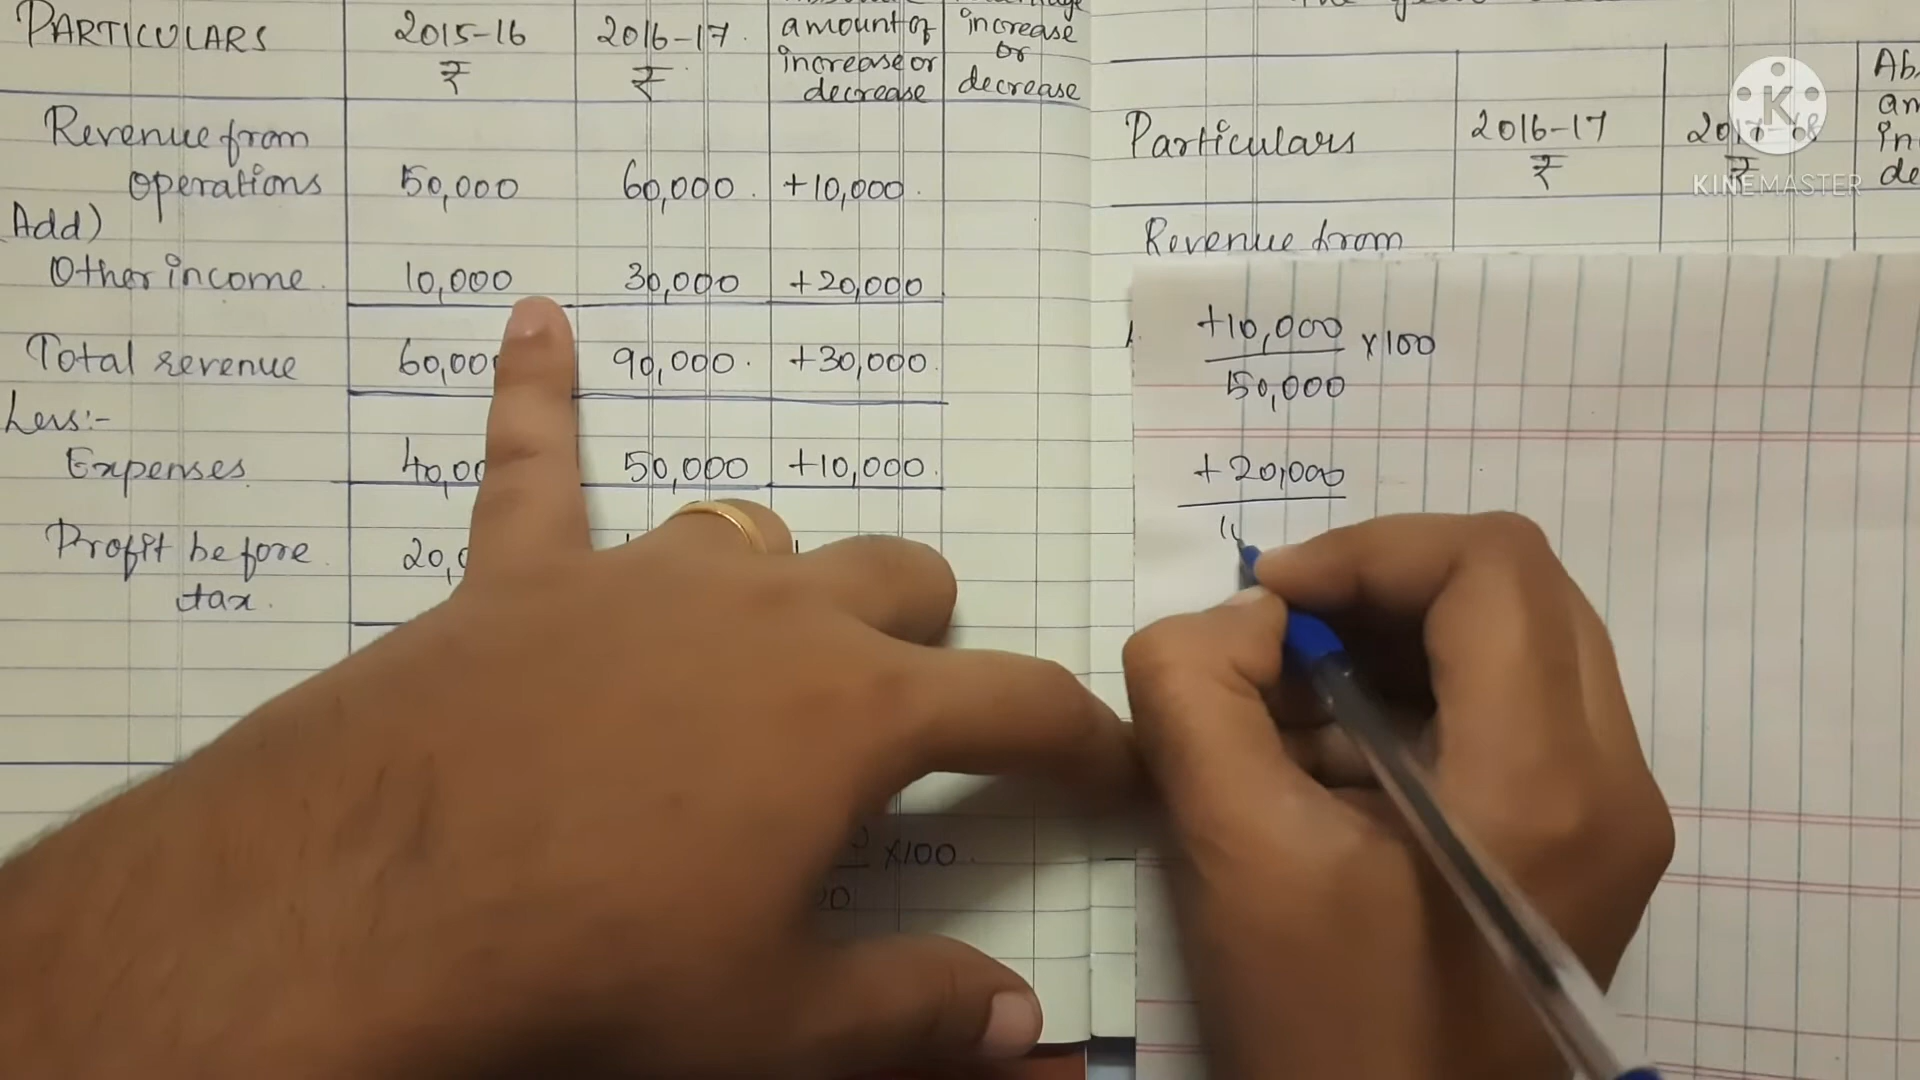 PARTICULARS 2015-16 2016-17. amount of increase
₹ ₹ increase or or
decrease decrease
Revenue from
operations 50,000 60,000. +10,000.
Add)
Other income. 10,000 30,000 +20,000
Total revenue 90,000. +30,000.
Less:-
Expenses. 50,000 +10,000.
Profit before.
tax.
×100.
Particulars 2016-17
₹ ₹
Revenue from
KINEMASTER
K
+10,000 ×100
50,000
+20,000